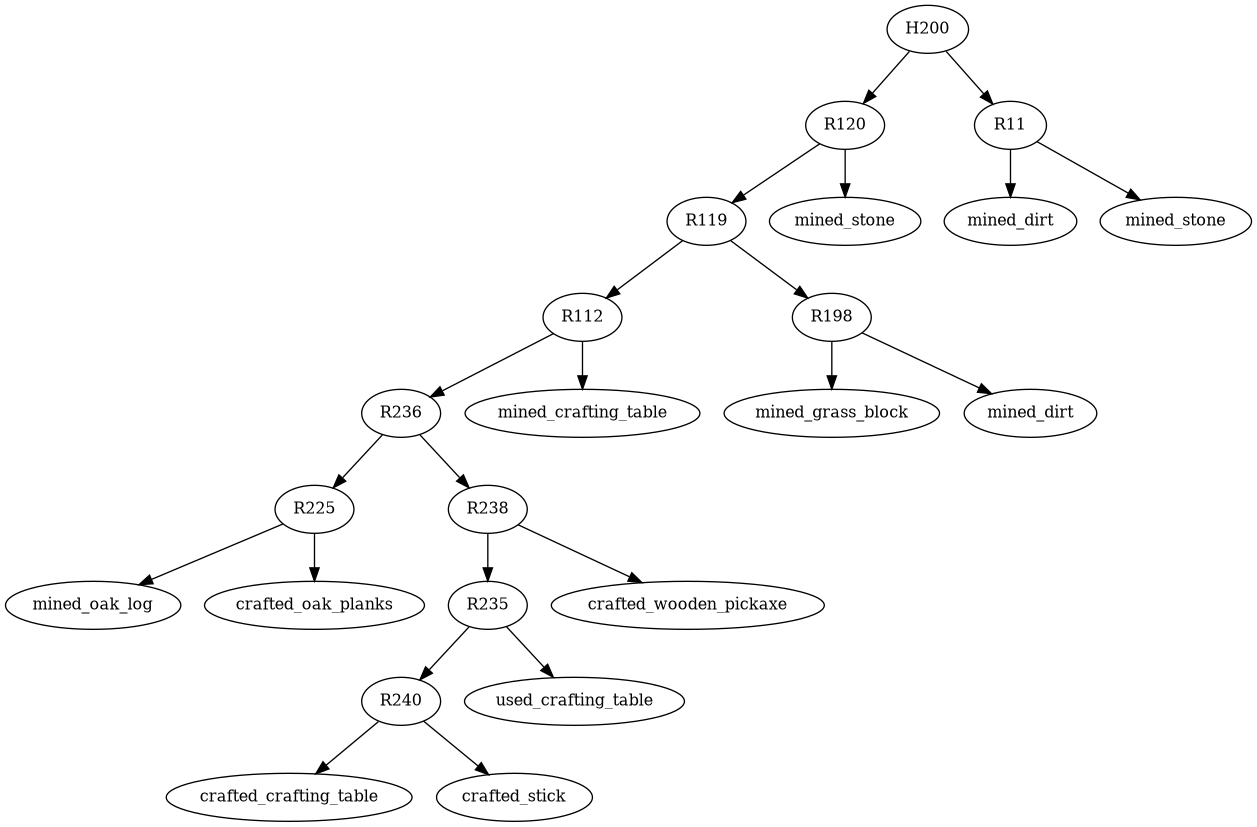 H200
R120
R11
R119
mined_stone
mined_dirt
mined_stone
R112
R198
R236
mined_crafting_table
mined_grass_block
mined_dirt
R225
R238
mined_oak_log
crafted_oak_planks
R235
crafted_wooden_pickaxe
R240
used_crafting_table
crafted_crafting_table
crafted_stick